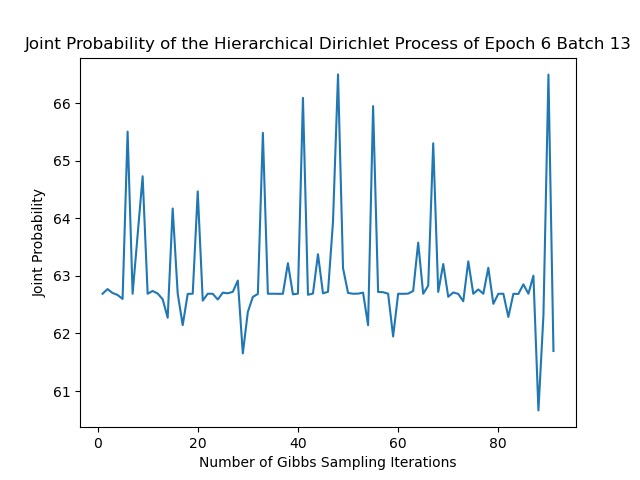 Joint Probability of the Hierarchical Dirichlet Process of Epoch 6 Batch 13
66
65
64
63
62
61
Joint Probability
0 20 40 60 80
Number of Gibbs Sampling Iterations